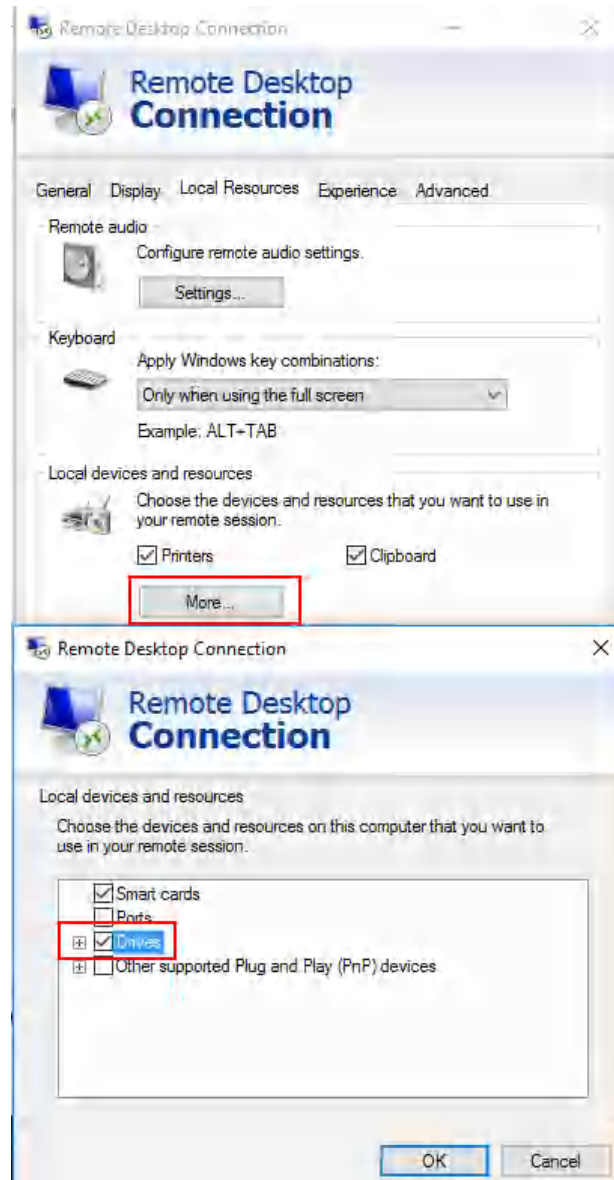 Remote Desktop Connection
Remote Desktop
Connection
General Display Local Resources Experience Advanced
Remote audio
Configure remote audio settings.
Settings...
Keyboard
Apply Windows key combinations:
Only when using the full screen
Example: ALT+TAB
Local devices and resources
Choose the devices and resources that you want to use in
your remote session.
Printers Clipboard
More...
Remote Desktop Connection
Remote Desktop
Connection
Local devices and resources
Choose the devices and resources on this computer that you want to
use in your remote session.
Smart cards
Ports
Drives
Other supported Plug and Play (PnP) devices
OK Cancel